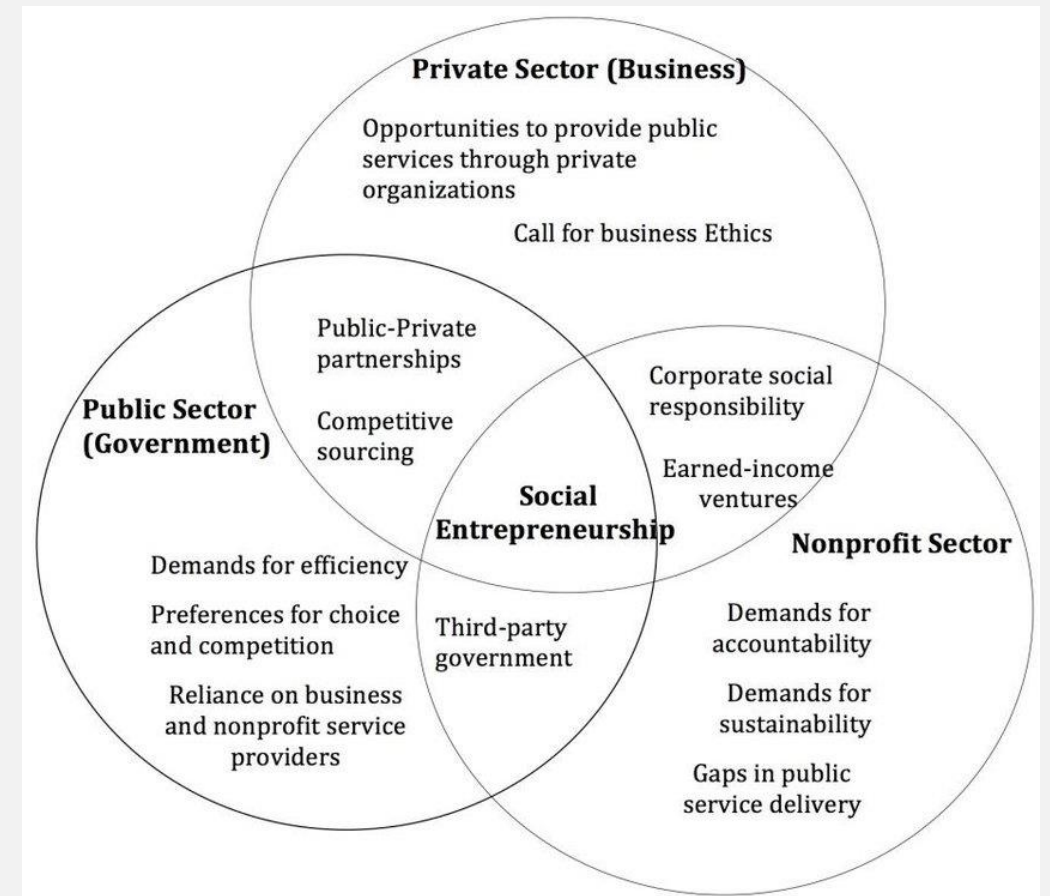 Private Sector (Business)
Opportunities to provide public
services through private
organizations
Call for business Ethics
Public-Private
partnerships
Competitive
sourcing
Corporate social
responsibility
Earned-income
ventures
Public Sector
(Government)
Social
Entrepreneurship
Nonprofit Sector
Demands for efficiency
Preferences for choice
and competition
Reliance on business
and nonprofit service
providers
Third-party
government
Demands for
accountability
Demands for
sustainability
Gaps in public
service delivery